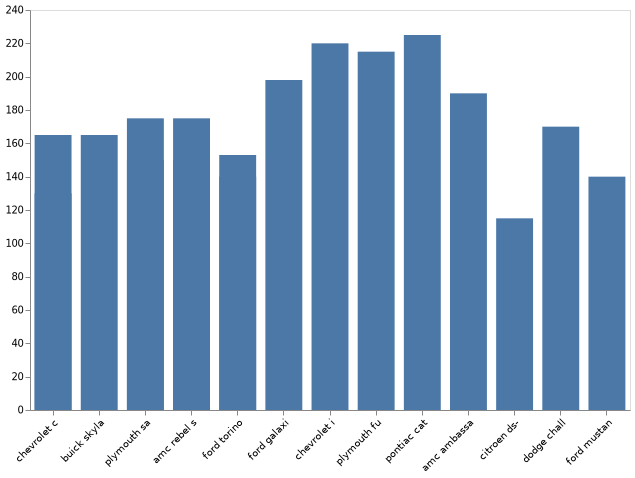 240
220
200
180
160
140
120
100
80
60
40
20
0
chevrolet c
buick skyla
plymouth sa
amc rebel s
ford torino
ford galaxi
chevrolet i
plymouth fu
pontiac cat
amc ambassa
citroen ds-
dodge chall
ford mustan